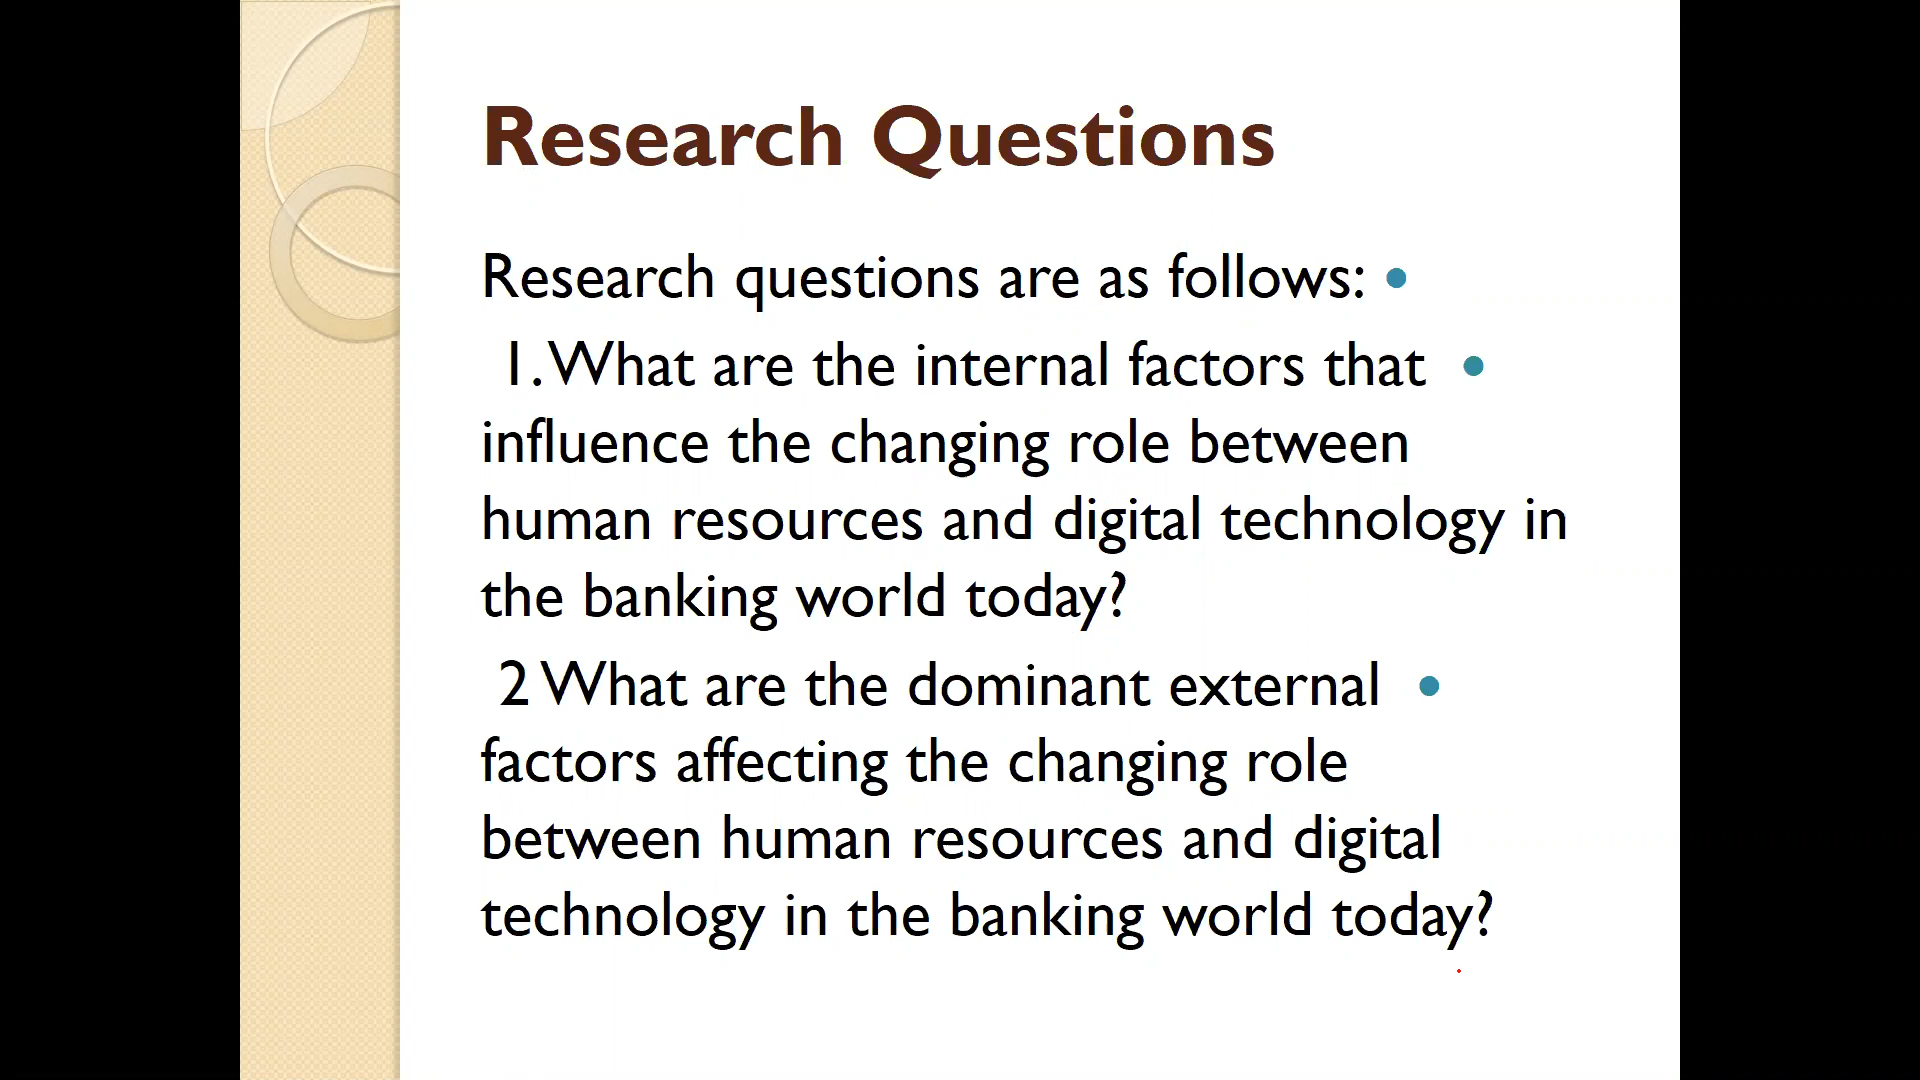 Research Questions
Research questions are as follows: •
1. What are the internal factors that •
influence the changing role between
human resources and digital technology in
the banking world today?
2 What are the dominant external •
factors affecting the changing role
between human resources and digital
technology in the banking world today?